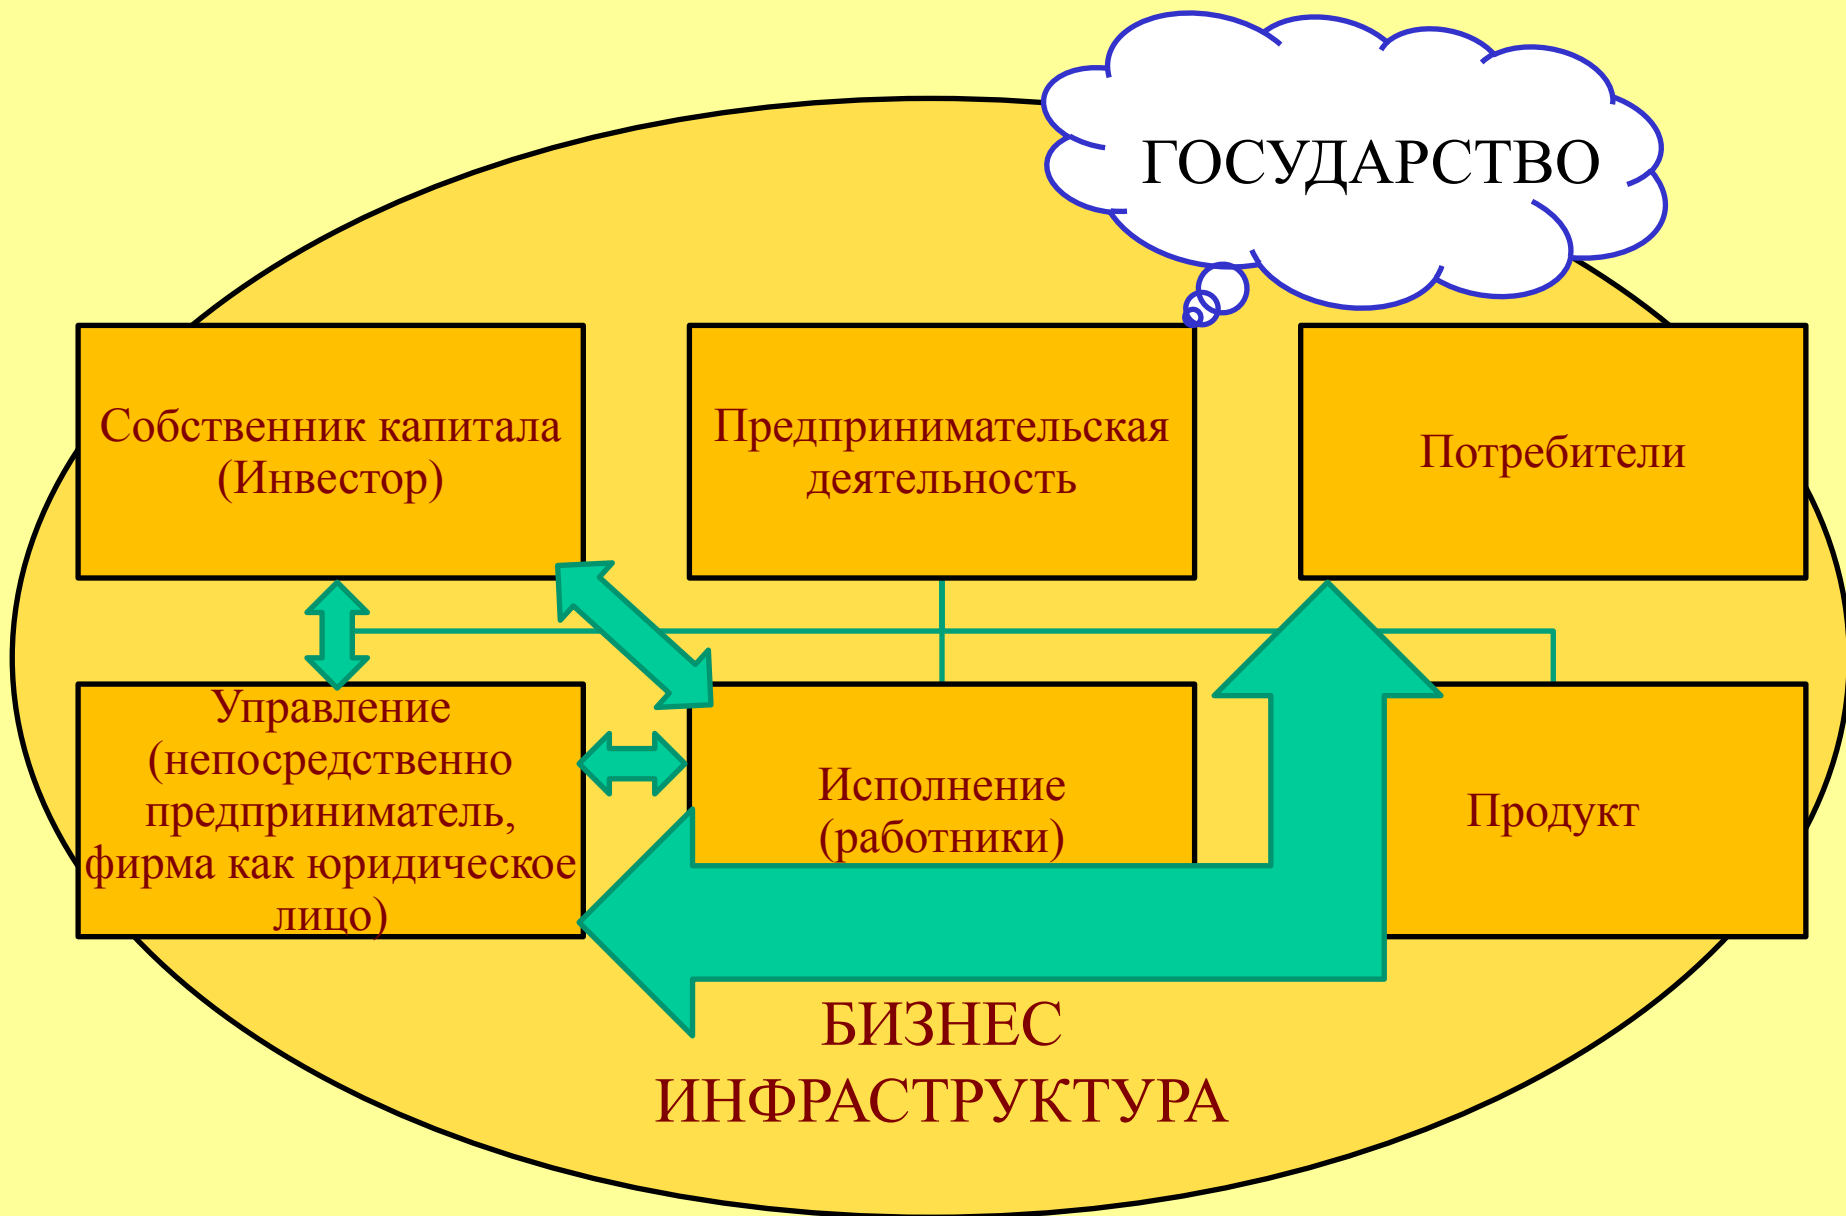 ГОСУДАРСТВО
Собственник капитала
(Инвестор)
Предпринимательская
деятельность
Потребители
Управление
(непосредственно
предприниматель,
фирма как юридическое
лицо)
Исполнение
(работники)
Продукт
БИЗНЕС
ИНФРАСТРУКТУРА